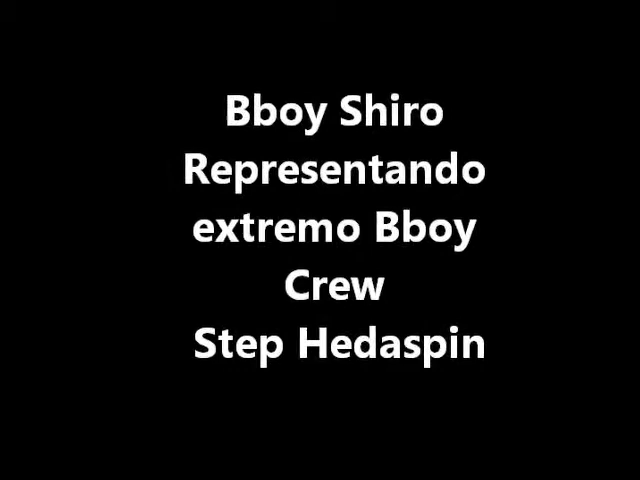 Bboy Shiro
Representando
extremo Bboy
Crew
Step Hedaspin